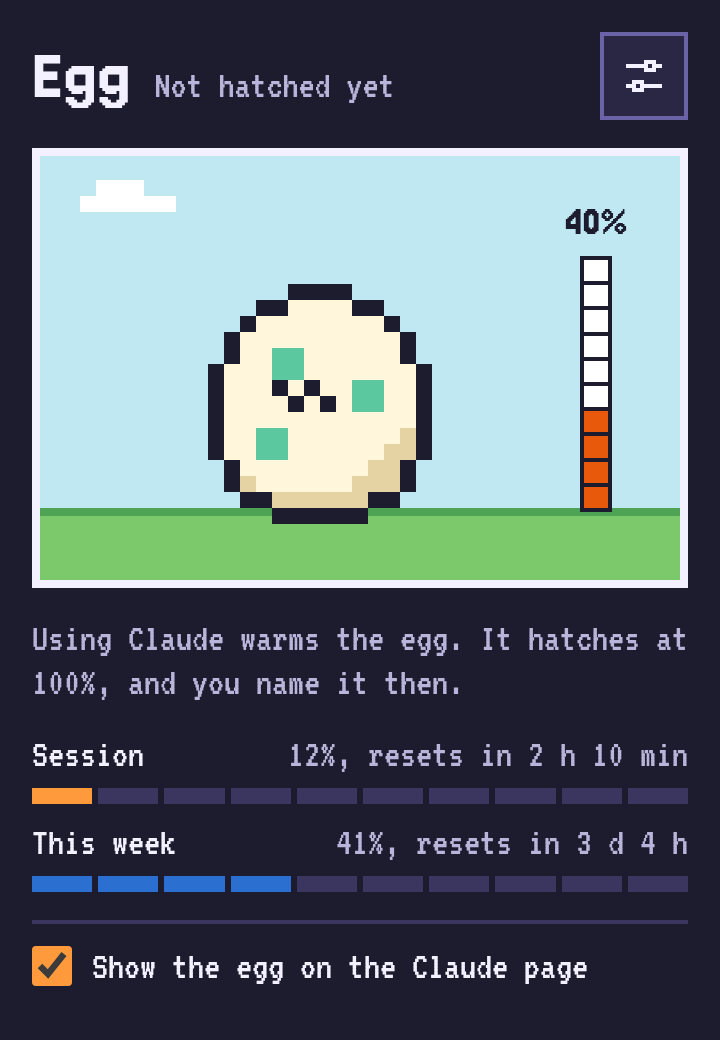 Egg
Not hatched yet
40%
Using Claude warms the egg. It hatches at
100%, and you name it then.
Session 12%, resets in 2 h 10 min
This week 41%, resets in 3 d 4 h
Show the egg on the Claude page